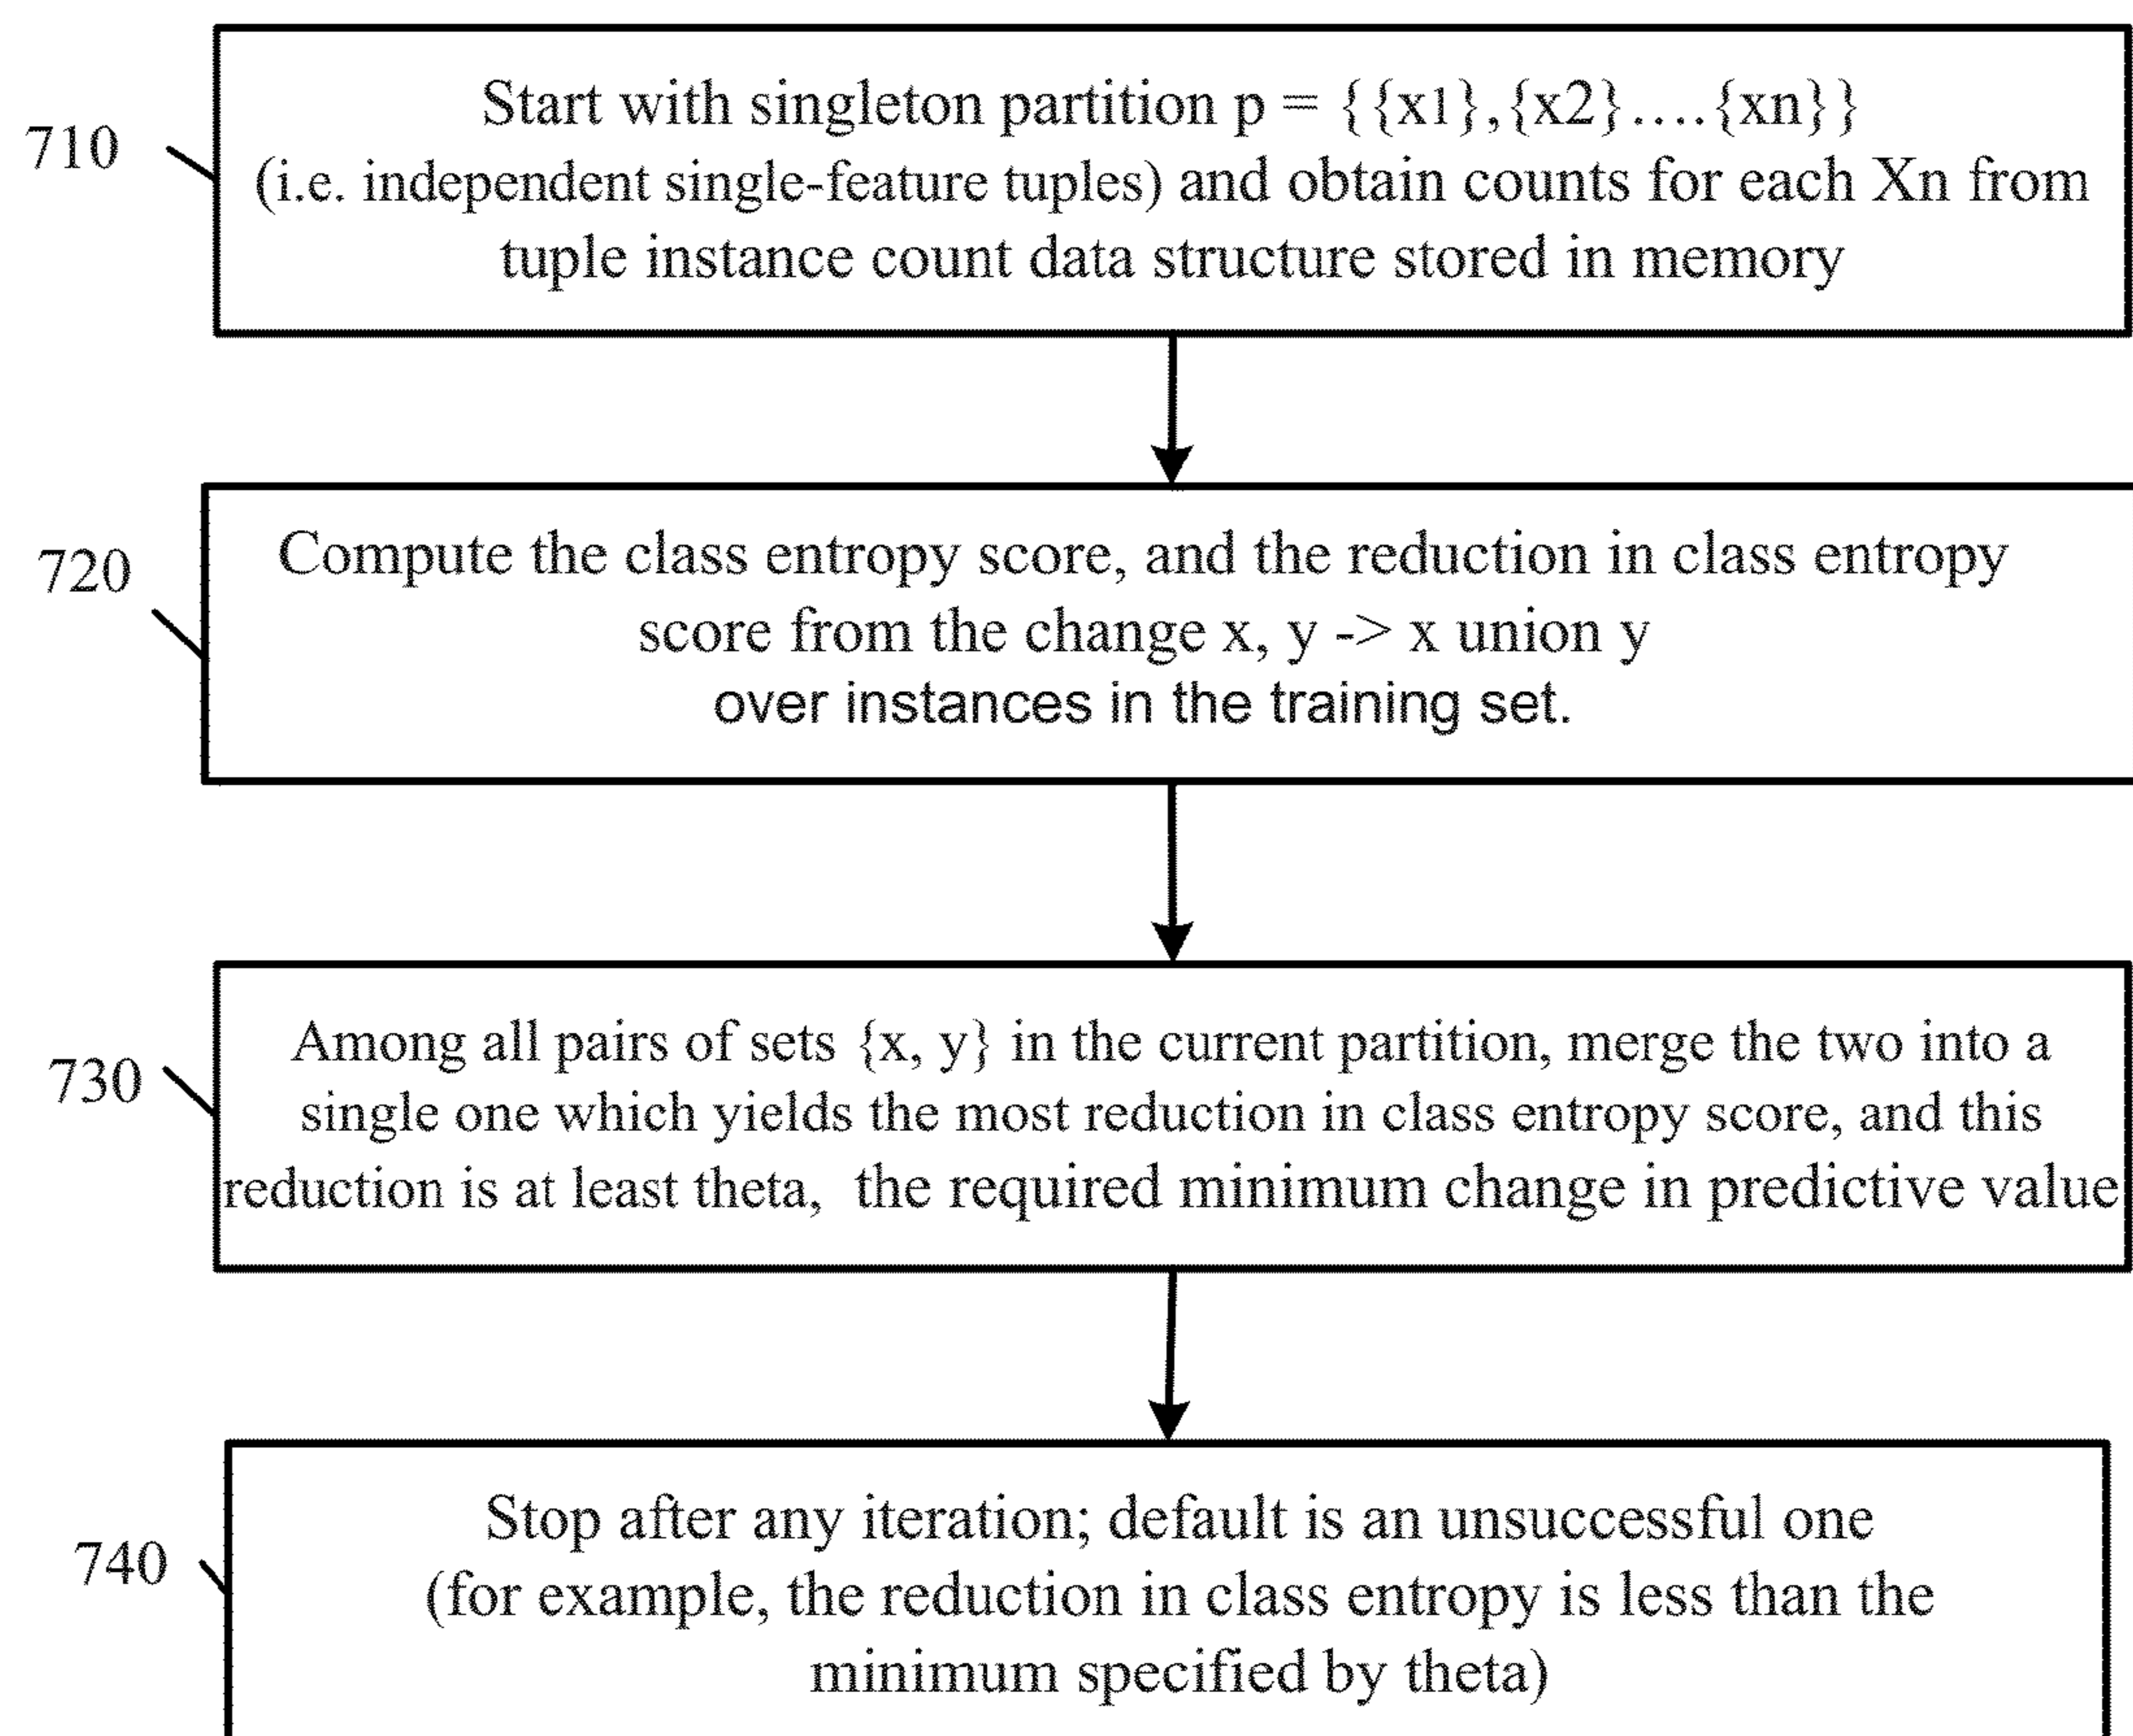 Start with singleton partition p = {{x1},{x2}....{xn}}
710
(i.e. independent single-feature tuples) and obtain counts for each Xn from
tuple instance count data structure stored in memory
Compute the class entropy score, and the reduction in class entropy
720
score from the change x, y -> x union y
over instances in the training set.
Among all pairs of sets {x, y} in the current partition, merge the two into a
730
single one which yields the most reduction in class entropy score, and this
reduction is at least theta, the required minimum change in predictive value
Stop after any iteration; default is an unsuccessful one
740
(for example, the reduction in class entropy is less than the
minimum specified by theta)